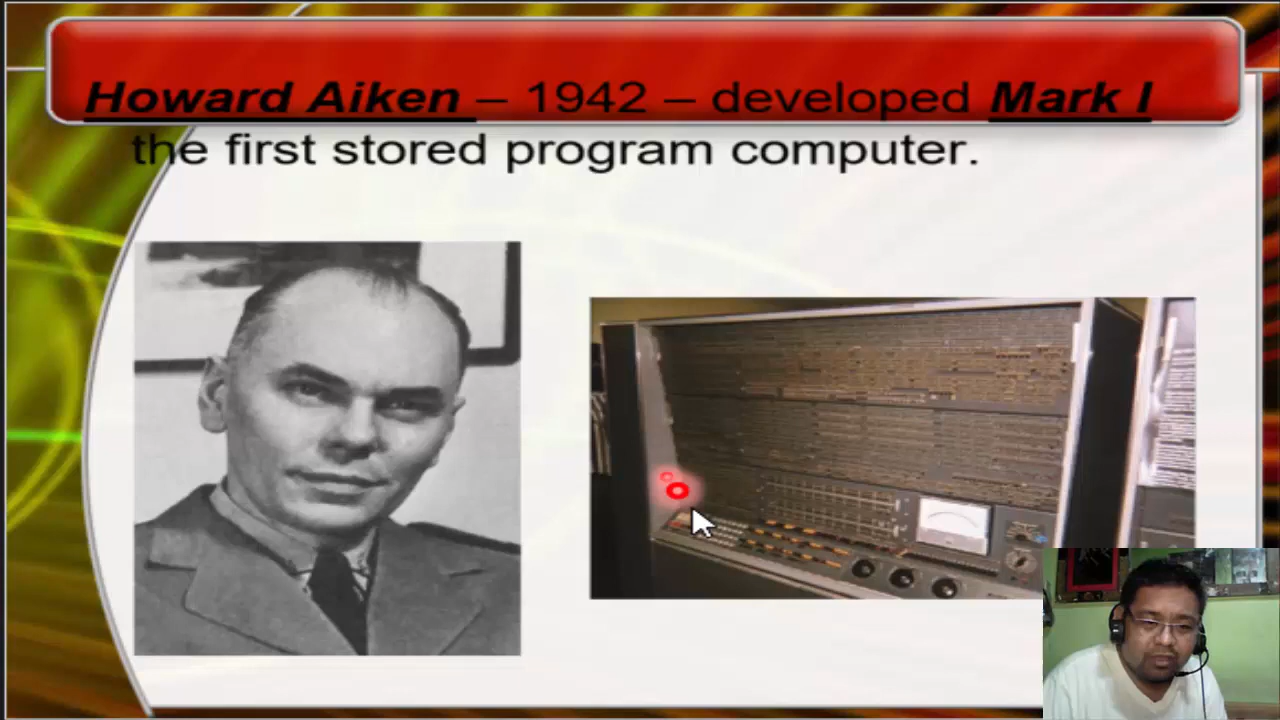 Howard Aiken – 1942 – developed Mark I
the first stored program computer.